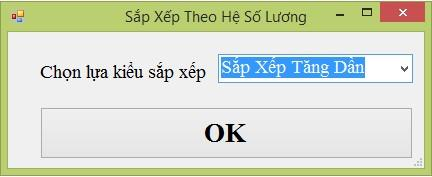 Sắp Xếp Theo Hệ Số Lương
Chọn lựa kiểu sắp xếp
Sắp Xếp Tăng Dần
OK